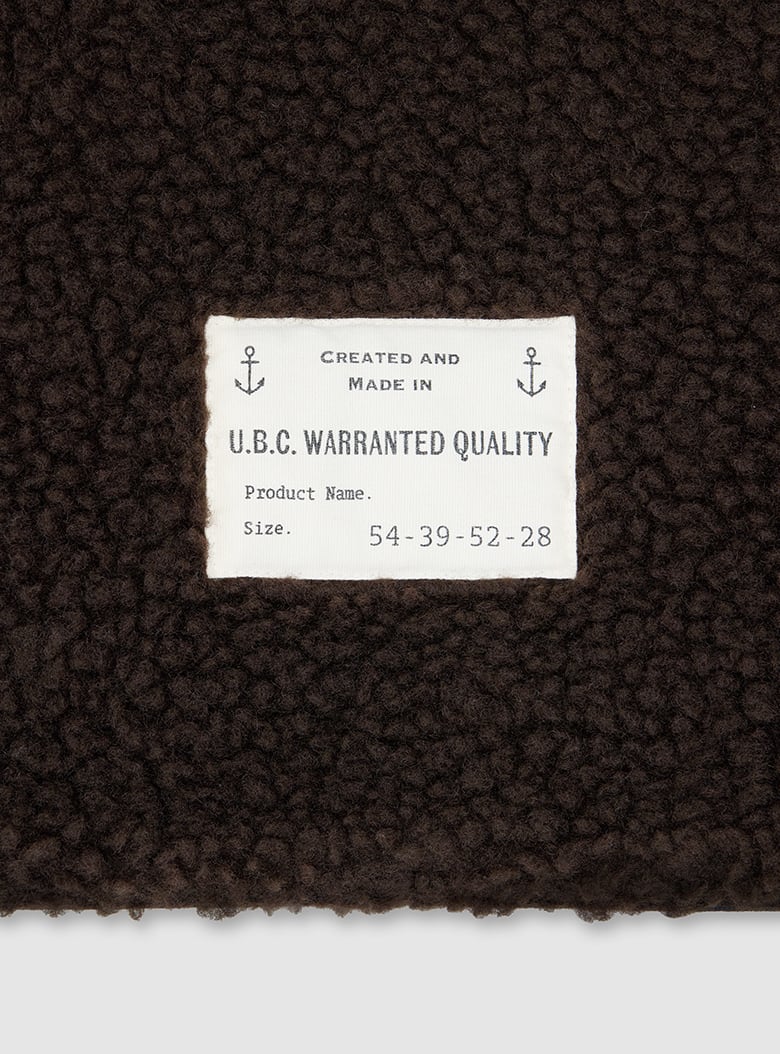 CREATED AND
MADE IN
U.B.C. WARRANTED QUALITY
Product Name.
Size. 54-39-52-28